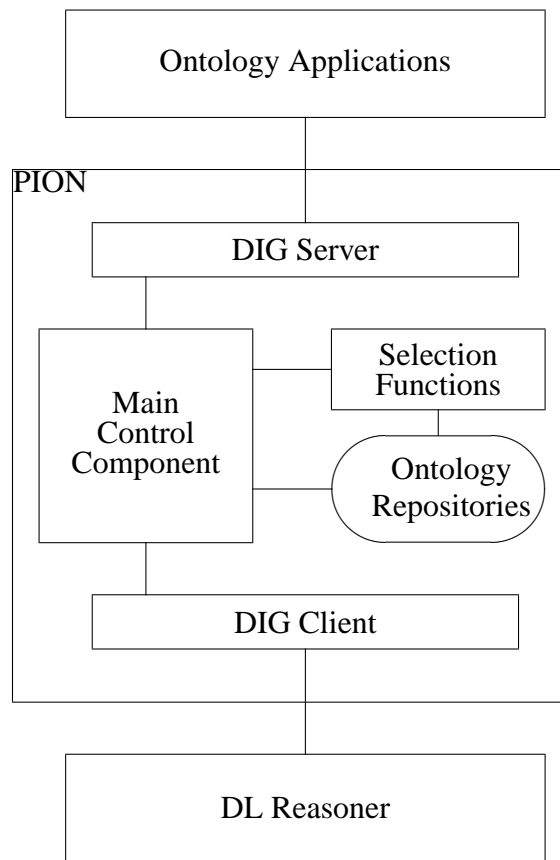 Ontology Applications
PION
DIG Server
Main
Control
Component
Selection
Functions
Ontology
Repositories
DIG Client
DL Reasoner